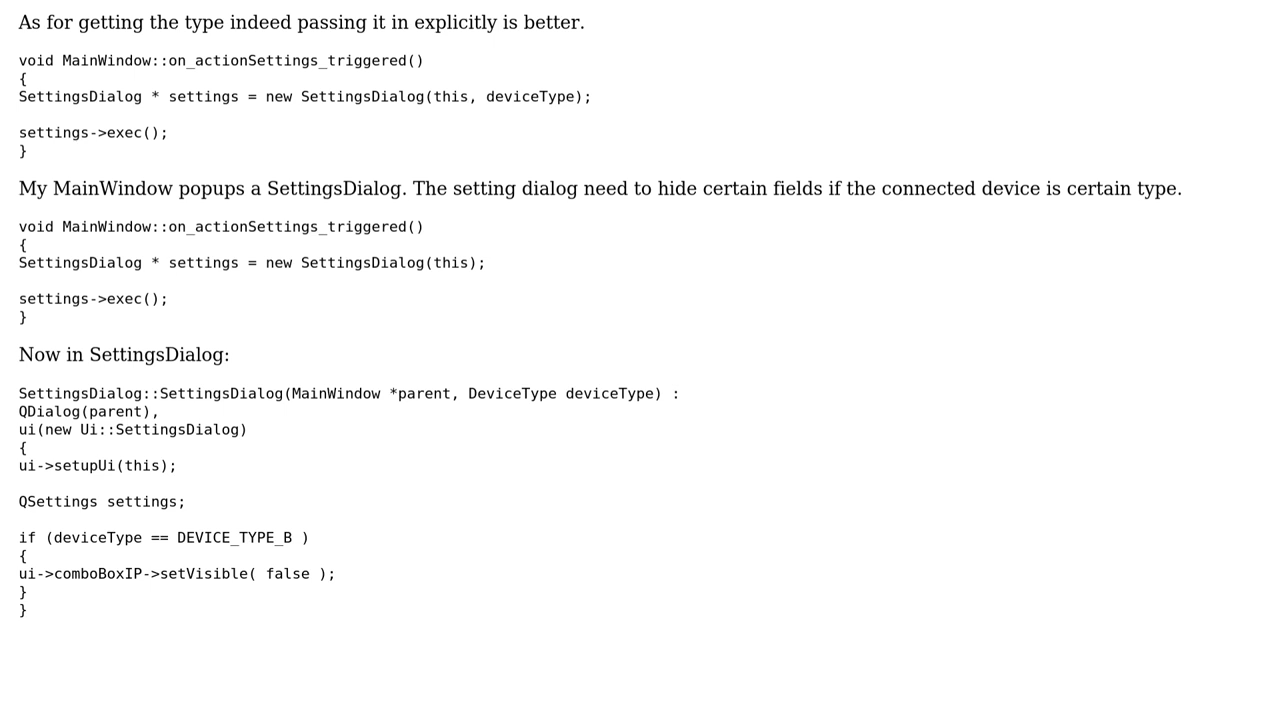 As for getting the type indeed passing it in explicitly is better.
void MainWindow::on_actionSettings_triggered()
{
SettingsDialog * settings = new SettingsDialog(this, deviceType);
settings->exec();
}
My MainWindow popups a SettingsDialog. The setting dialog need to hide certain fields if the connected device is certain type.
void MainWindow::on_actionSettings_triggered()
{
SettingsDialog * settings = new SettingsDialog(this);
settings->exec();
}
Now in SettingsDialog:
SettingsDialog::SettingsDialog(MainWindow *parent, DeviceType deviceType) :
QDialog(parent),
ui(new Ui::SettingsDialog)
{
ui->setupUi(this);
QSettings settings;
if (deviceType == DEVICE_TYPE_B )
{
ui->comboBoxIP->setVisible( false );
}
}